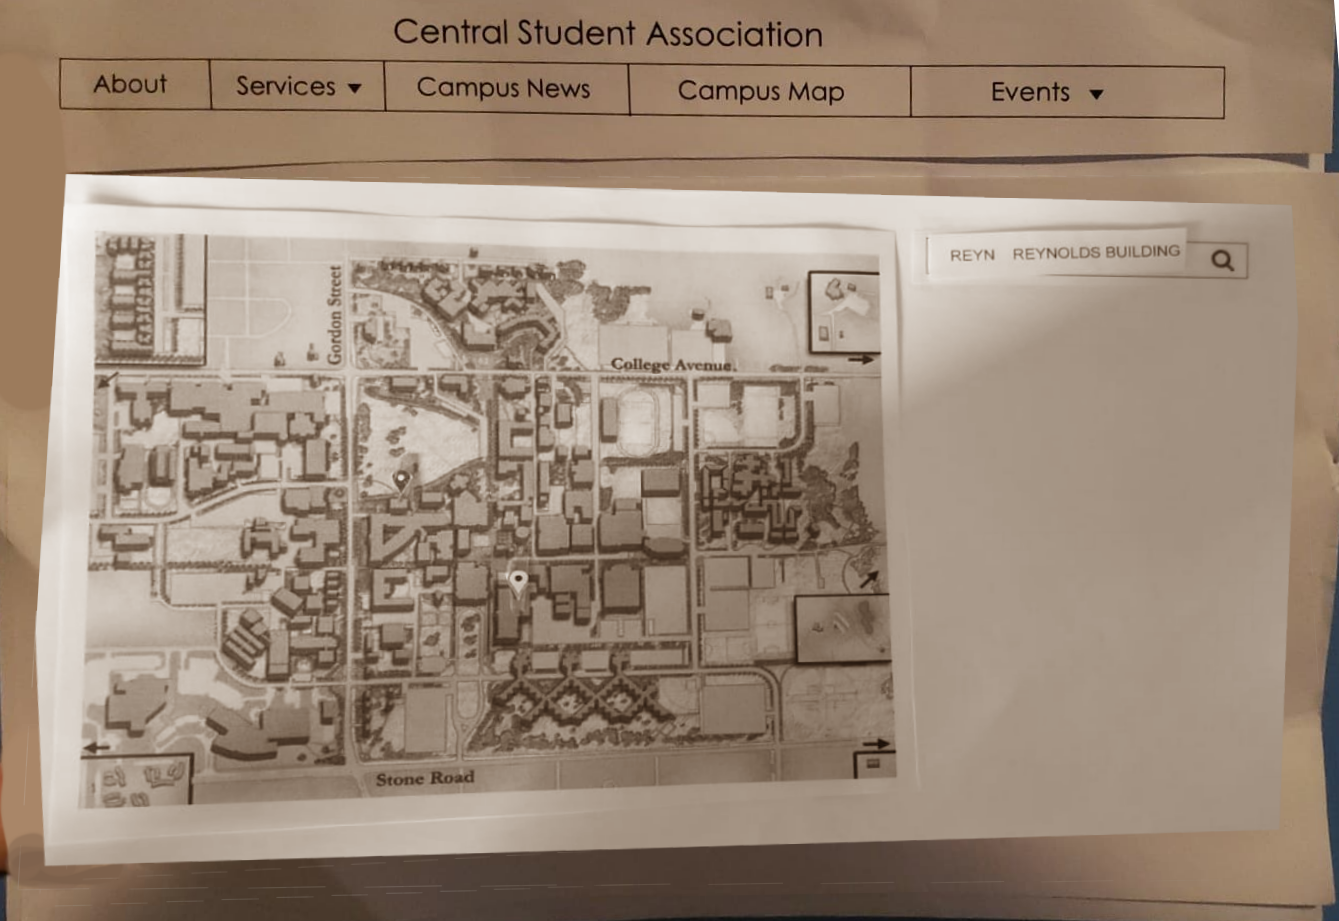 Central Student Association
About
Services
Campus News
Campus Map
Events
REYN REYNOLDS BUILDING
Gordon Street
College Avenue
Stone Road